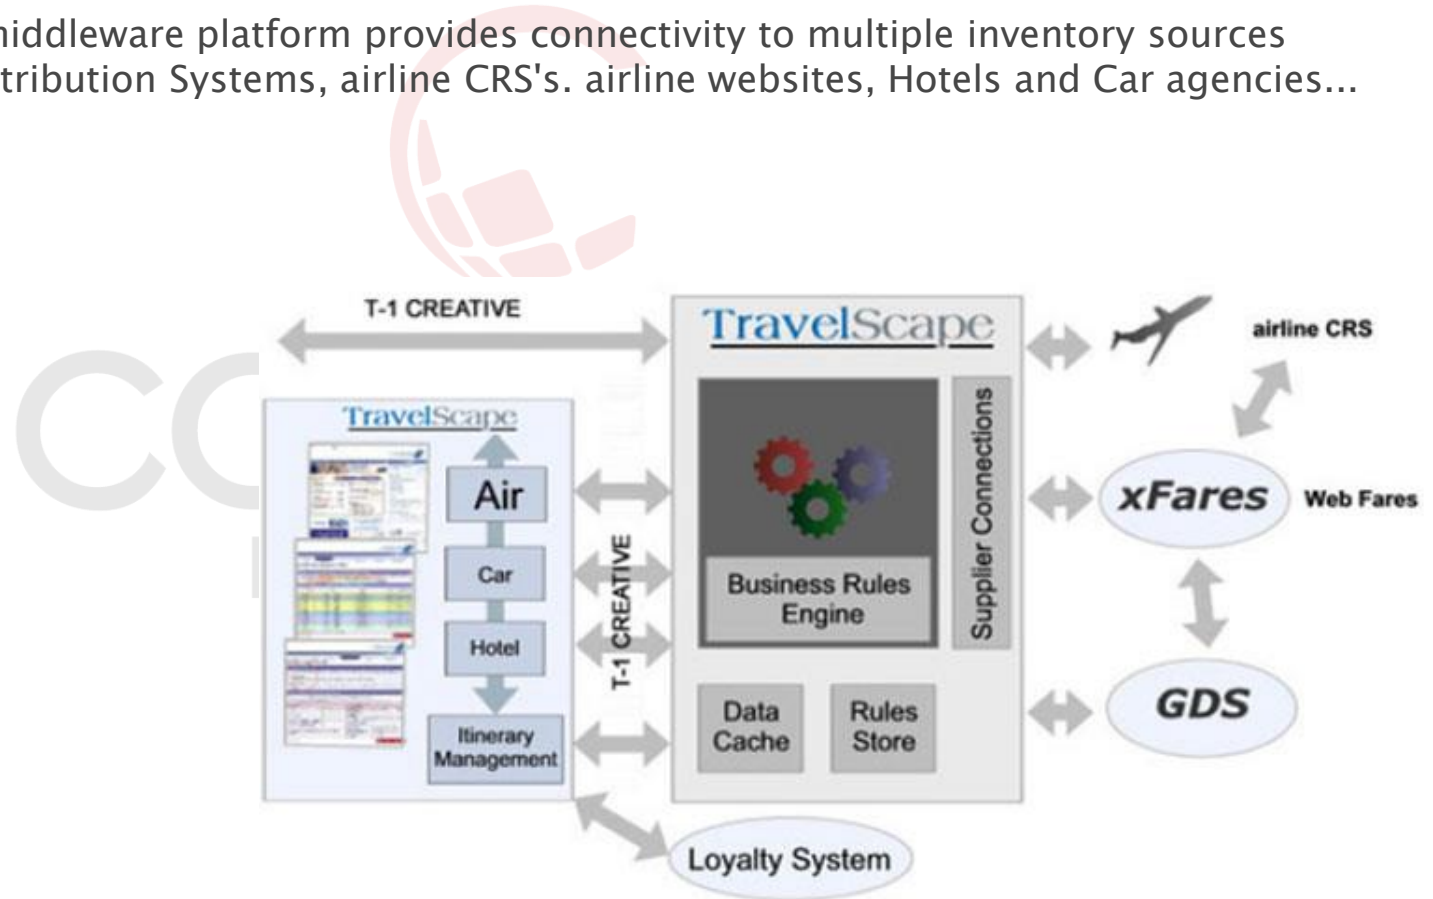 middleware platform provides connectivity to multiple inventory sources
tribution Systems, airline CRS's. airline websites, Hotels and Car agencies...
T-1 CREATIVE
TravelScape
airline CRS
TravelScape
Air
Car
Hotel
Itinerary
Management
T-1 CREATIVE
Business Rules
Engine
Supplier Connections
Data
Cache
Rules
Store
xFares
Web Fares
GDS
Loyalty System